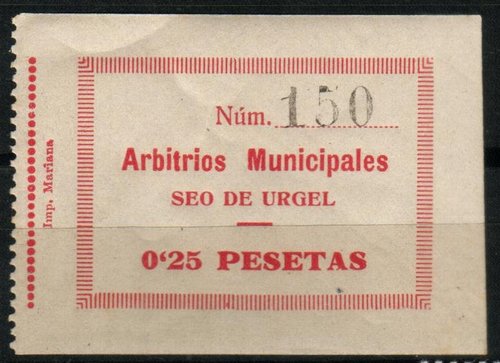 Núm. 150
Arbitrios Municipales
SEO DE URGEL
0'25 PESETAS
Imp. Mariana